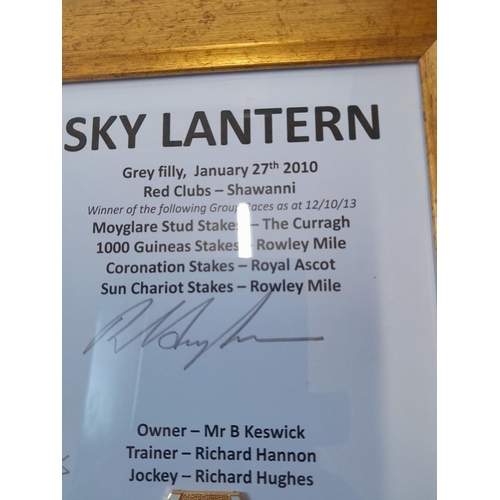 SKY LANTERN
Grey filly, January 27th 2010
Red Clubs – Shawanni
Winner of the following Group Races as at 12/10/13
Moyglare Stud Stakes – The Curragh
1000 Guineas Stakes – Rowley Mile
Coronation Stakes – Royal Ascot
Sun Chariot Stakes – Rowley Mile
Owner – Mr B Keswick
Trainer – Richard Hannon
Jockey – Richard Hughes